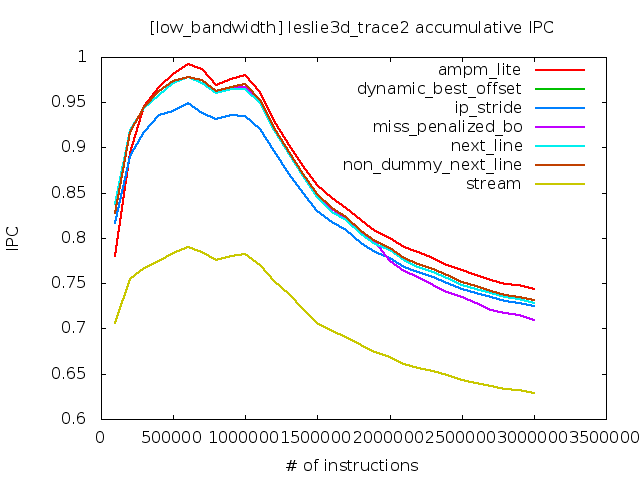 [low_bandwidth] leslie3d_trace2 accumulative IPC
1
0.95
0.9
0.85
0.8
0.75
0.7
0.65
0.6
IPC
ampm_lite
dynamic_best_offset
ip_stride
miss_penalized_bo
next_line
non_dummy_next_line
stream
0 500000 1000000 1500000 2000000 2500000 3000000 3500000
# of instructions